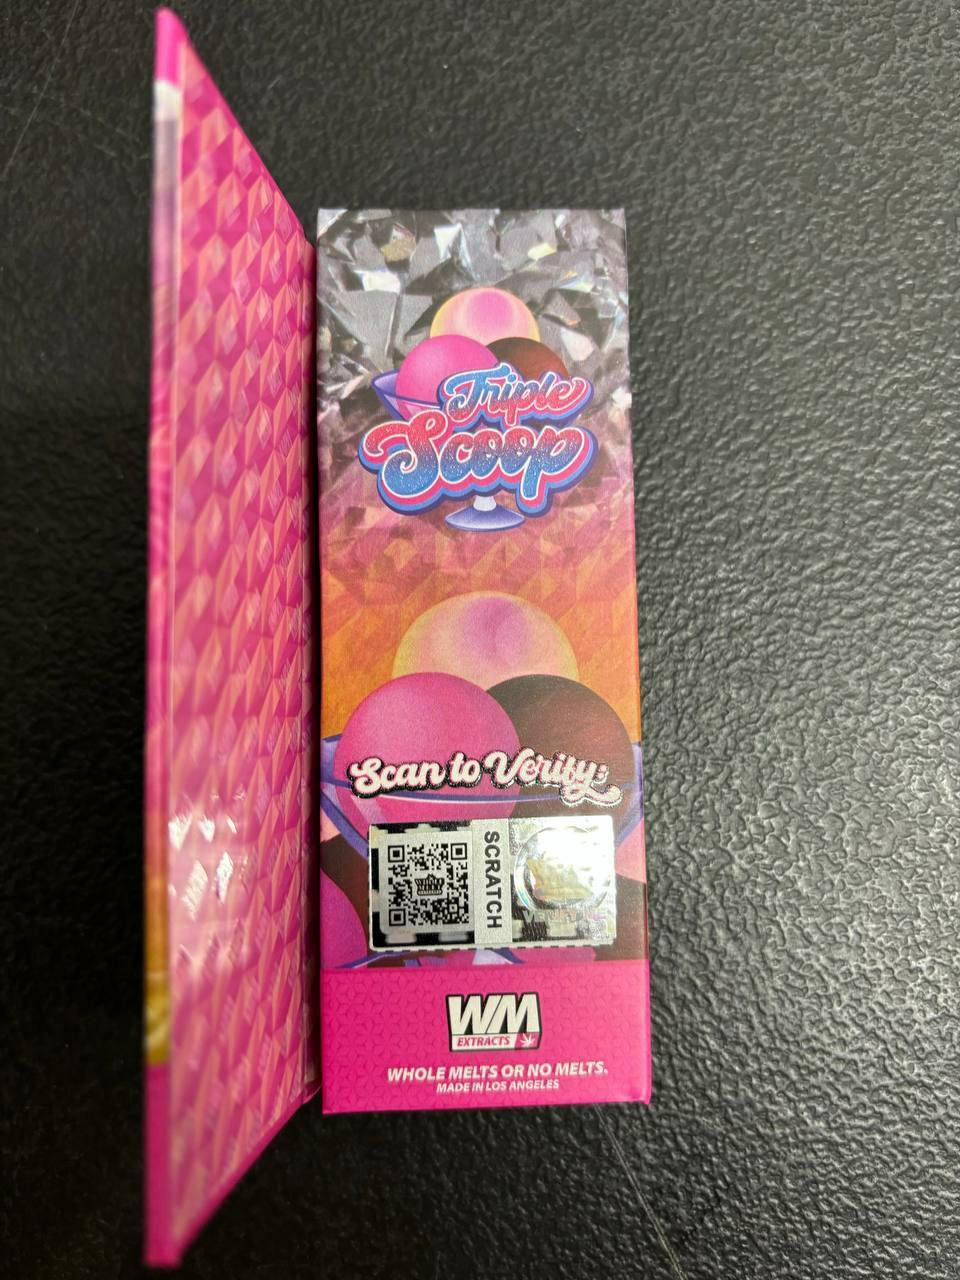 Triple
Scoop
Scan to Verify:
SCRATCH
WM
EXTRACTS
WHOLE MELTS OR NO MELTS.
MADE IN LOS ANGELES